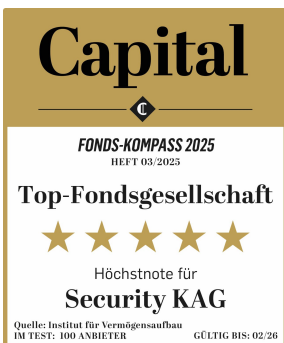 Capital
FONDS-KOMPASS 2025
HEFT 03/2025
Top-Fondsgesellschaft
Höchstnote für
Security KAG
Quelle: Institut für Vermögensaufbau
IM TEST: 100 ANBIETER GÜLTIG BIS: 02/26